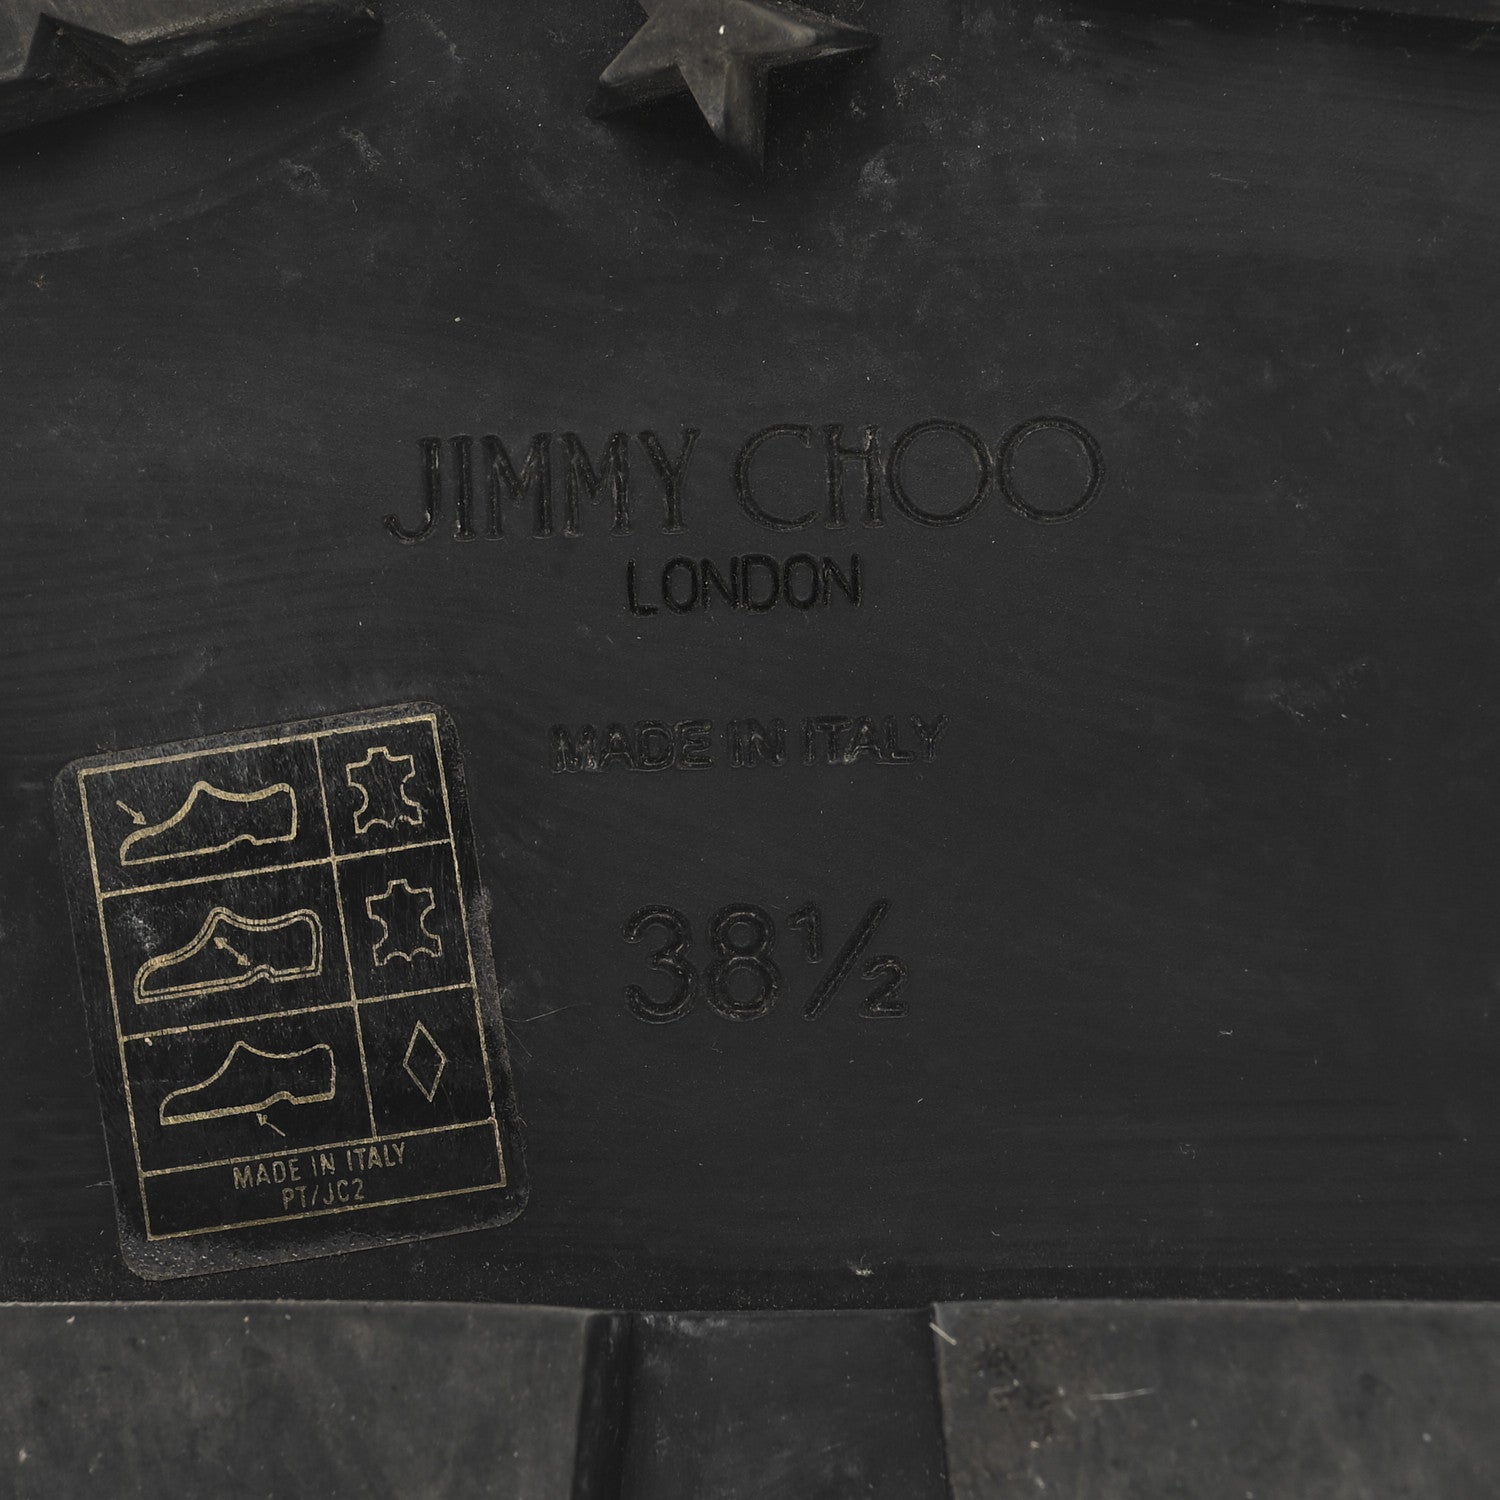 JIMMY CHOO
LONDON
MADE IN ITALY
38½
MADE IN ITALY
PT/JC2